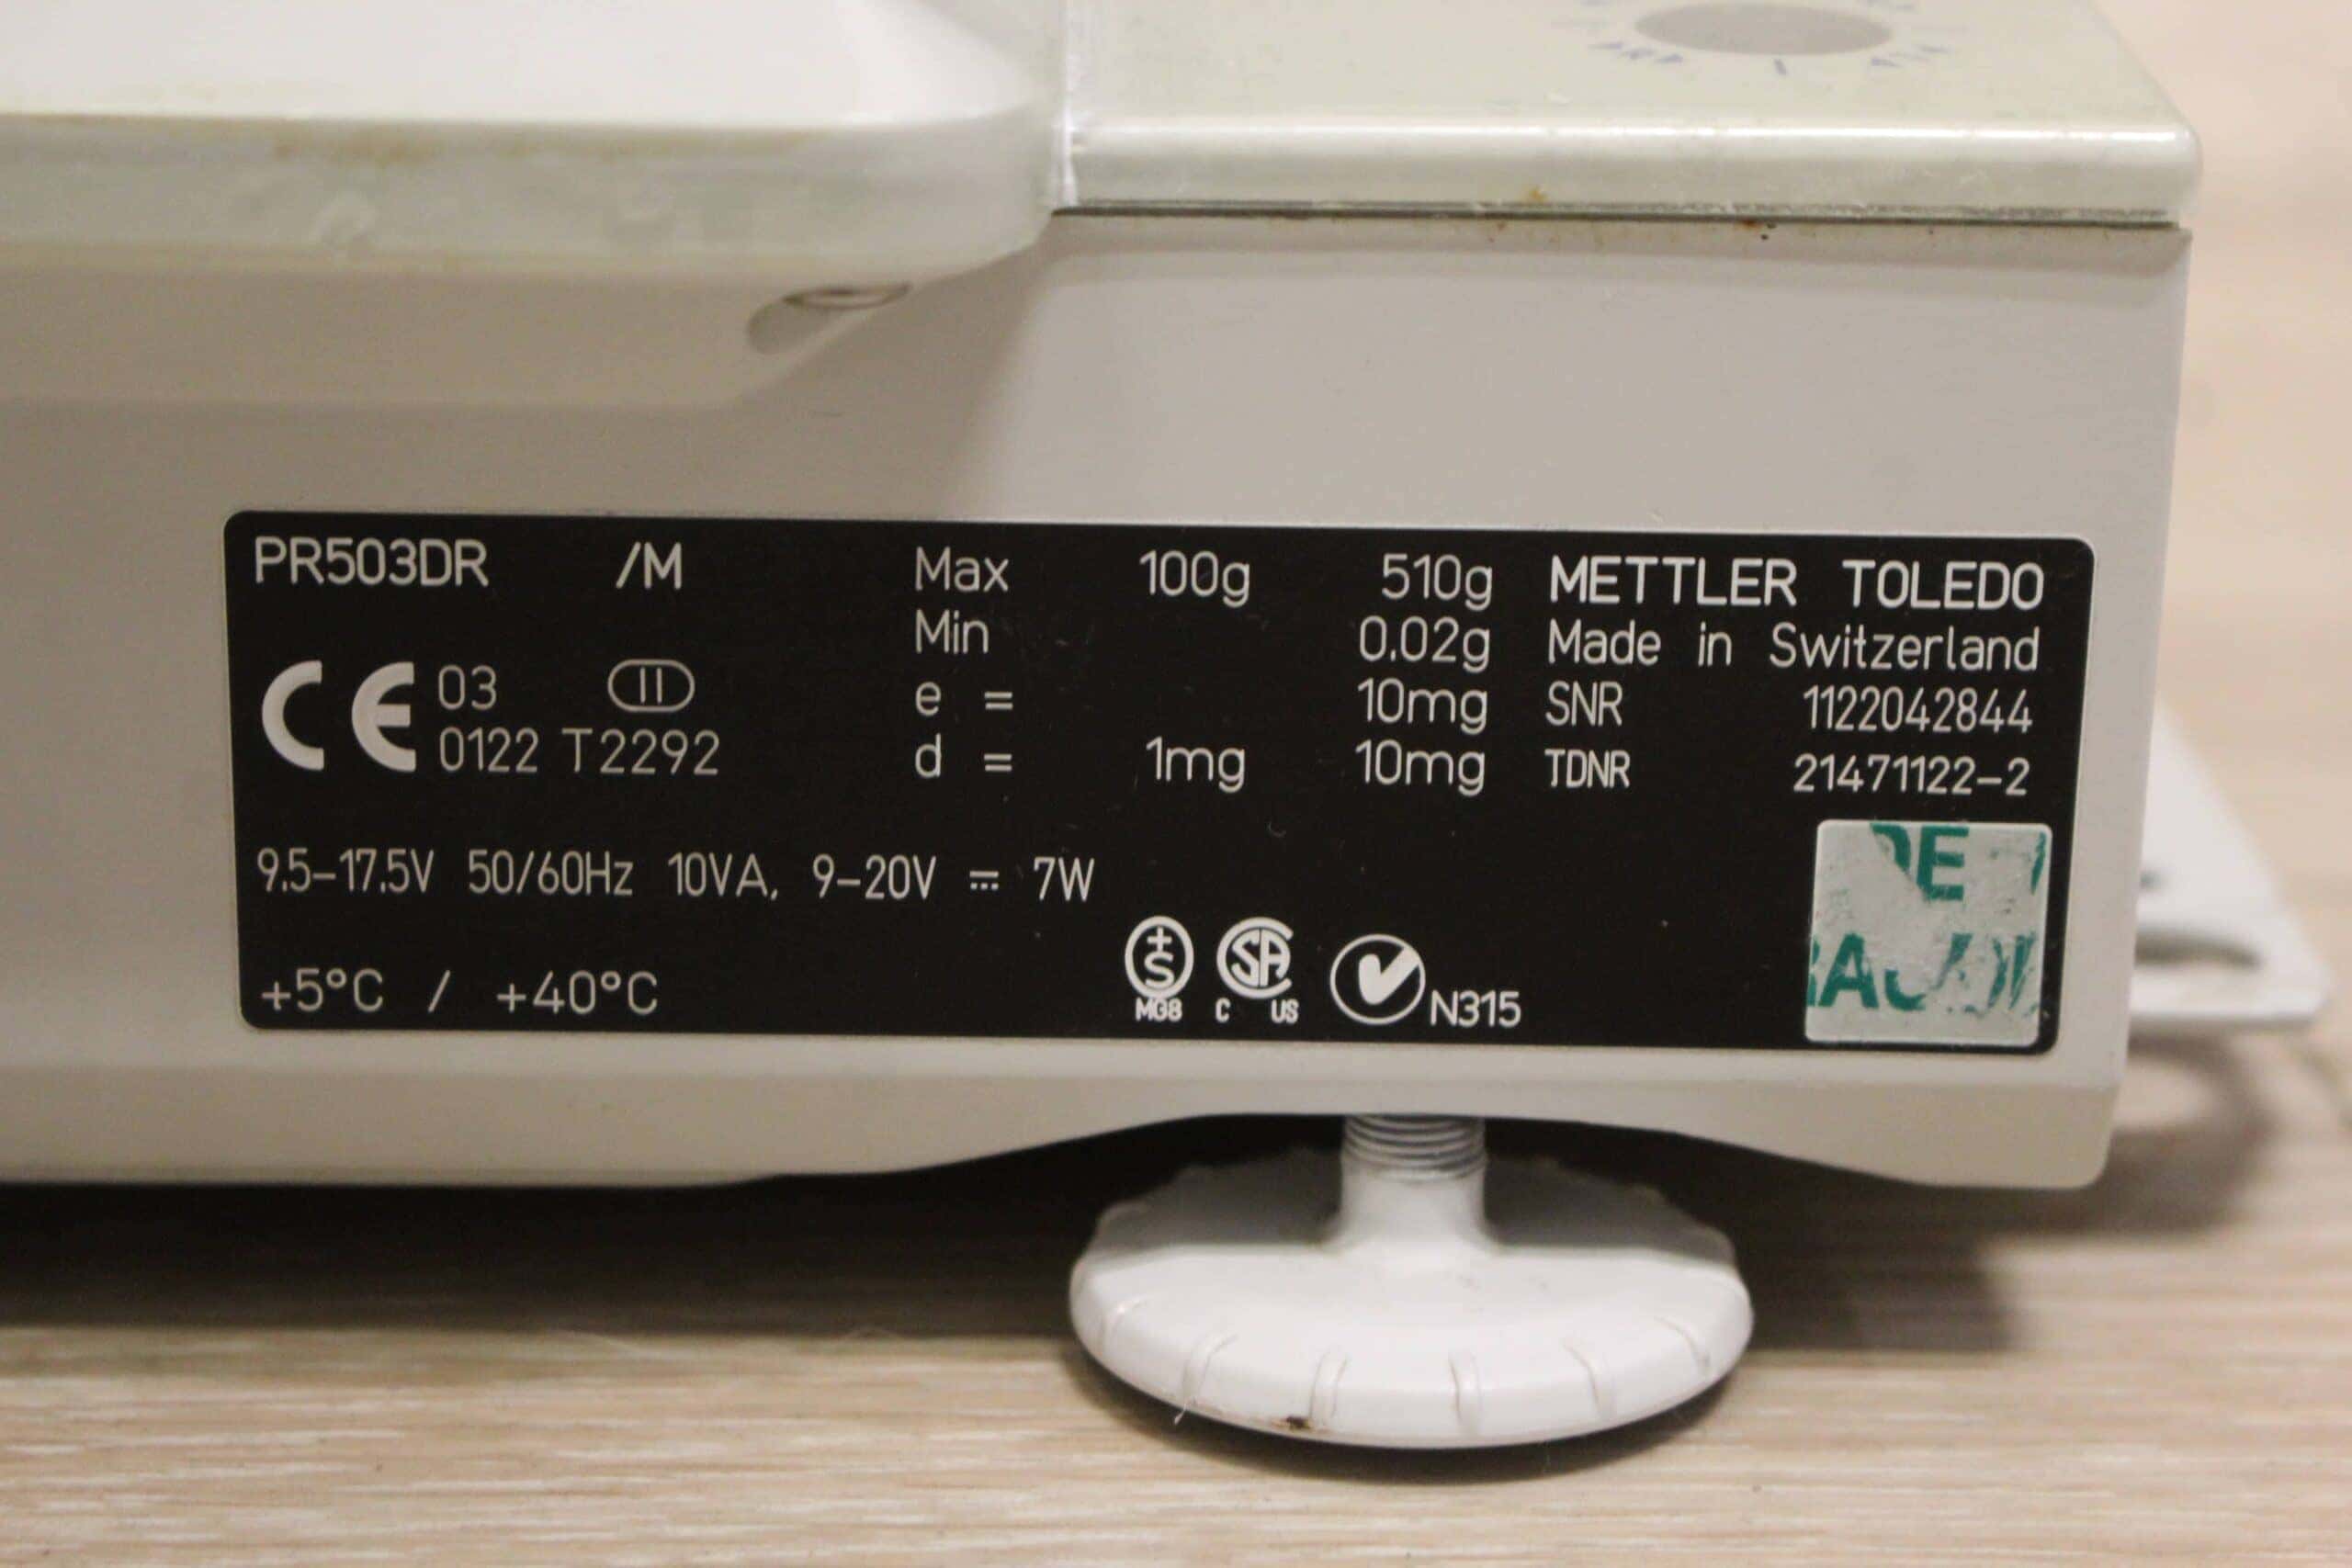 PR503DR /M Max 100g 510g METTLER TOLEDO
Min 0.02g Made in Switzerland
CE 03 II e = 10mg SNR 1122042844
0122 T2292 d = 1mg 10mg TDNR 21471122-2
9.5-17.5V 50/60Hz 10VA, 9-20V ⎓ 7W
+5°C / +40°C
±S SA
MG8 C US N315